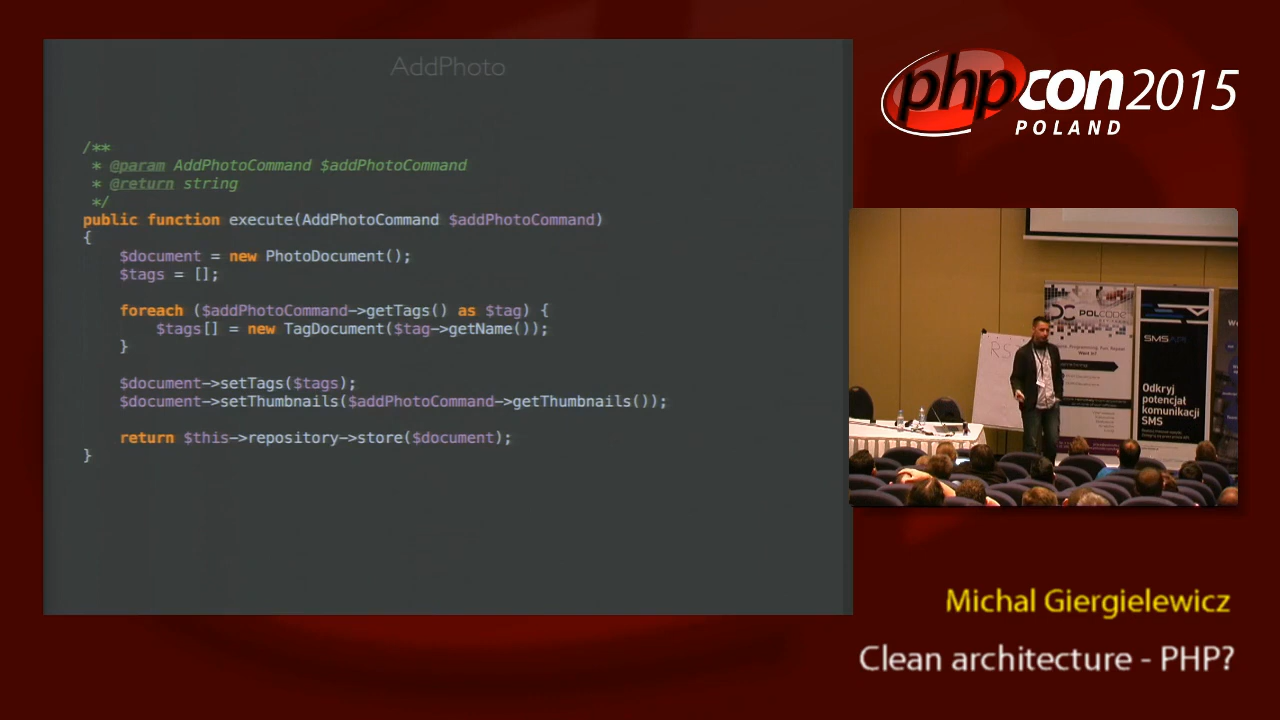 AddPhoto
/**
 * @param AddPhotoCommand $addPhotoCommand
 * @return string
 */
public function execute(AddPhotoCommand $addPhotoCommand)
{
    $document = new PhotoDocument();
    $tags = [];
    foreach ($addPhotoCommand->getTags() as $tag) {
        $tags[] = new TagDocument($tag->getName());
    }
    $document->setTags($tags);
    $document->setThumbnails($addPhotoCommand->getThumbnails());
    return $this->repository->store($document);
}
phpcon2015
POLAND
POLCODE
Odkryj
potencjał
komunikacji
SMS
Michal Giergielewicz
Clean architecture - PHP?